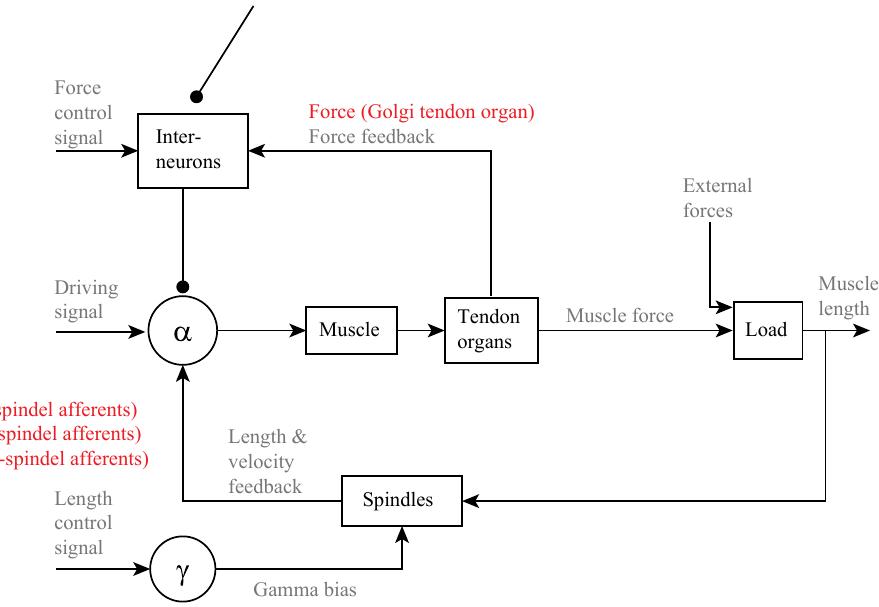 Force
control
signal
Inter-
neurons
Force (Golgi tendon organ)
Force feedback
External
forces
Driving
signal
α
Muscle
Tendon
organs
Muscle force
Load
Muscle
length
spindel afferents)
spindel afferents)
-spindel afferents)
Length &
velocity
feedback
Spindles
Length
control
signal
γ
Gamma bias